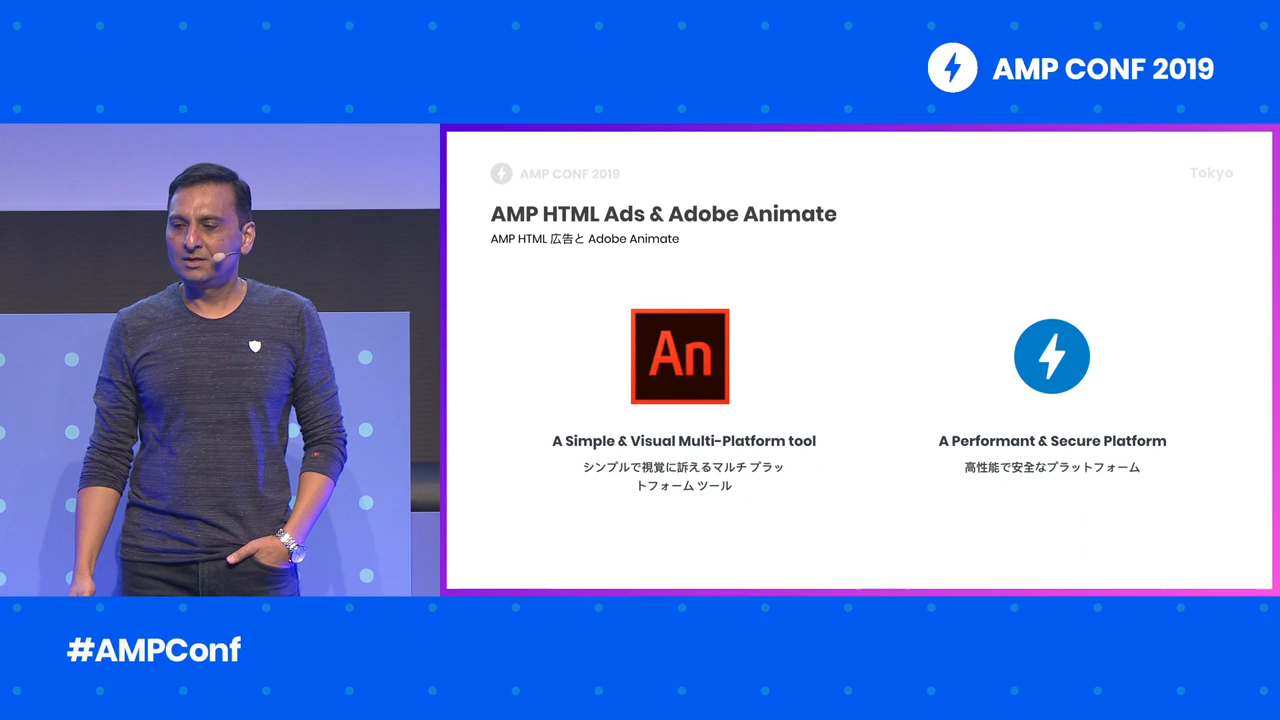 AMP CONF 2019
AMP CONF 2019
Tokyo
AMP HTML Ads & Adobe Animate
AMP HTML 広告と Adobe Animate
An
A Simple & Visual Multi-Platform tool
シンプルで視覚に訴えるマルチ プラッ
トフォーム ツール
A Performant & Secure Platform
高性能で安全なプラットフォーム
#AMPConf